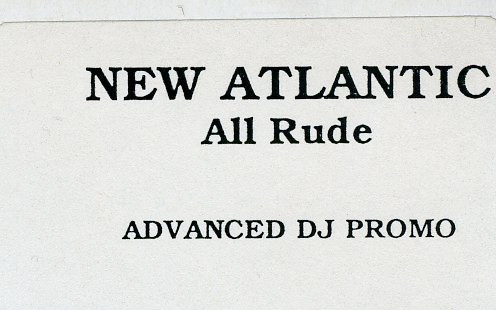 NEW ATLANTIC
All Rude
ADVANCED DJ PROMO